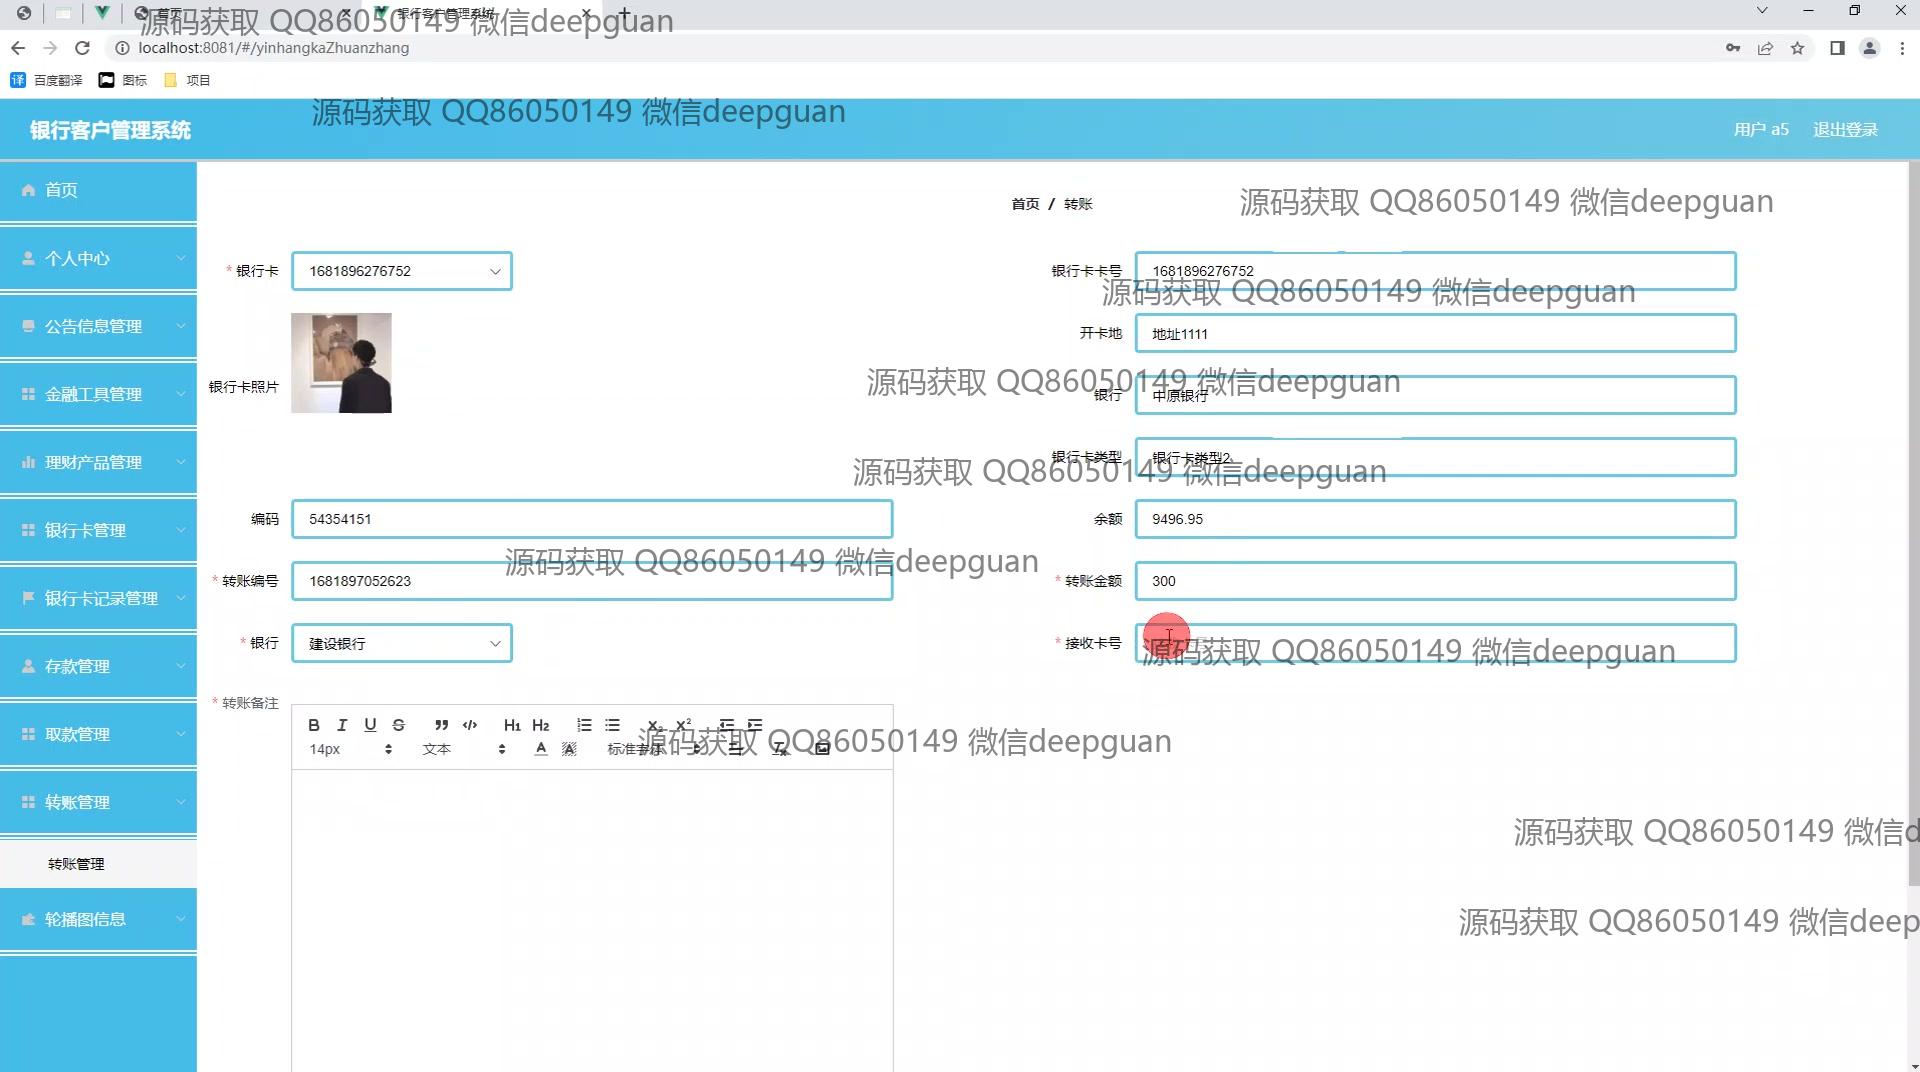 首页
银行客户管理系统
源码获取 QQ86050149 微信deepguan
localhost:8081/#/yinhangkaZhuanzhang
百度翻译 图标 项目
源码获取 QQ86050149 微信deepguan
银行客户管理系统
用户 a5 退出登录
首页
个人中心
公告信息管理
金融工具管理
理财产品管理
银行卡管理
银行卡记录管理
存款管理
取款管理
转账管理
转账管理
轮播图信息
首页 / 转账
源码获取 QQ86050149 微信deepguan
* 银行卡 1681896276752
银行卡卡号 1681896276752
源码获取 QQ86050149 微信deepguan
银行卡照片
开卡地 地址1111
源码获取 QQ86050149 微信deepguan
银行 中原银行
银行卡类型 银行卡类型2
源码获取 QQ86050149 微信deepguan
编码 54354151
余额 9496.95
源码获取 QQ86050149 微信deepguan
* 转账编号 1681897052623
* 转账金额 300
* 银行 建设银行
* 接收卡号
源码获取 QQ86050149 微信deepguan
* 转账备注
B I U S H1 H2 X2 X2
14px 文本 A A 标准字体
源码获取 QQ86050149 微信deepguan
源码获取 QQ86050149 微信d
源码获取 QQ86050149 微信deep